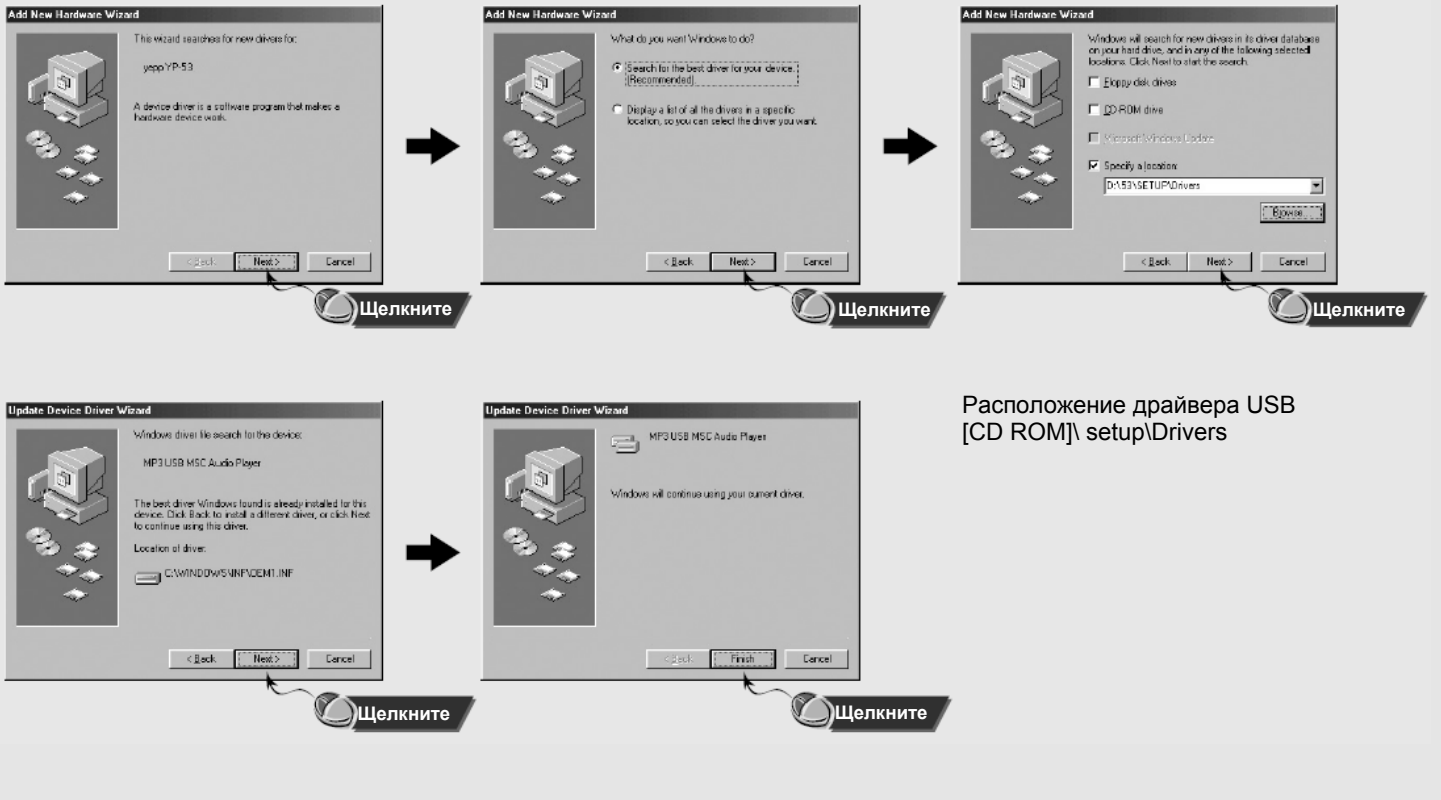 Add New Hardware Wizard
This wizard searches for new drivers for:
yepp YP-53
A device driver is a software program that makes a
hardware device work.
< Back
Next >
Cancel
Щелкните
Add New Hardware Wizard
What do you want Windows to do?
Search for the best driver for your device.
(Recommended).
Display a list of all the drivers in a specific
location, so you can select the driver you want.
< Back
Next >
Cancel
Щелкните
Add New Hardware Wizard
Windows will search for new drivers in its driver database
on your hard drive, and in any of the following selected
locations. Click Next to start the search.
Floppy disk drives
CD-ROM drive
Microsoft Windows Update
Specify a location:
D:\53\SETUP\Drivers
Browse...
< Back
Next >
Cancel
Щелкните
Update Device Driver Wizard
Windows driver file search for the device:
MP3 USB MSC Audio Player
The best driver Windows found is already installed for this
device. Click Back to install a different driver, or click Next
to continue using this driver.
Location of driver:
C:\WINDOWS\INF\OEM1.INF
< Back
Next >
Cancel
Щелкните
Update Device Driver Wizard
MP3 USB MSC Audio Player
Windows will continue using your current driver.
< Back
Finish
Cancel
Щелкните
Расположение драйвера USB
[CD ROM]\ setup\Drivers